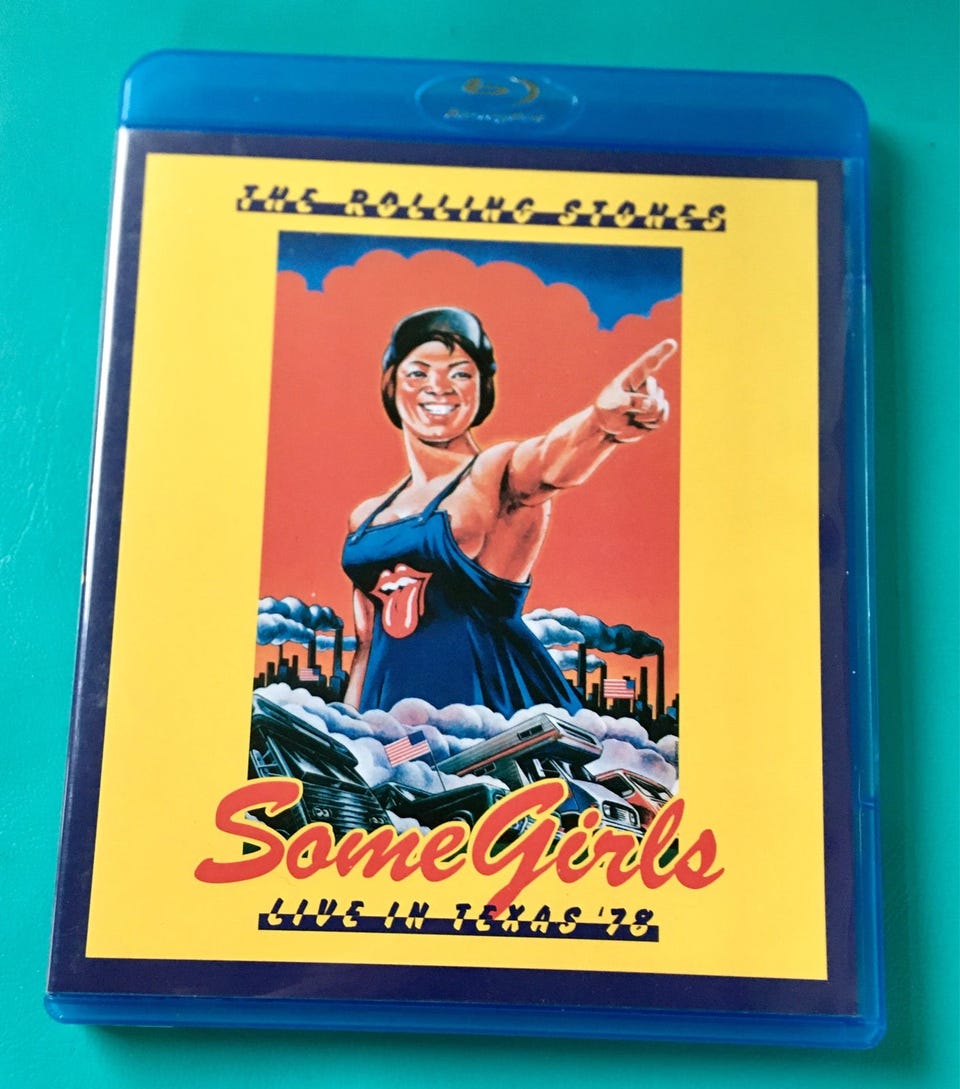 THE ROLLING STONES
Some Girls
LIVE IN TEXAS '78